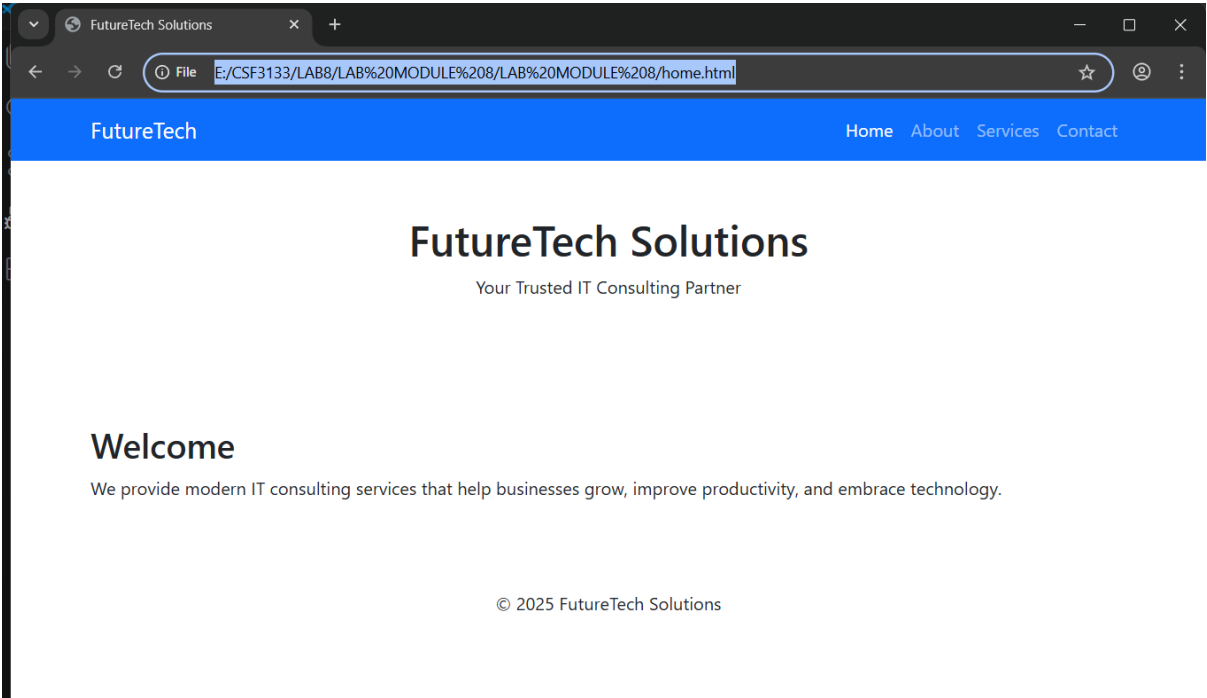 FutureTech Solutions
File E:/CSF3133/LAB8/LAB%20MODULE%208/LAB%20MODULE%208/home.html
FutureTech Home About Services Contact
FutureTech Solutions
Your Trusted IT Consulting Partner
Welcome
We provide modern IT consulting services that help businesses grow, improve productivity, and embrace technology.
© 2025 FutureTech Solutions